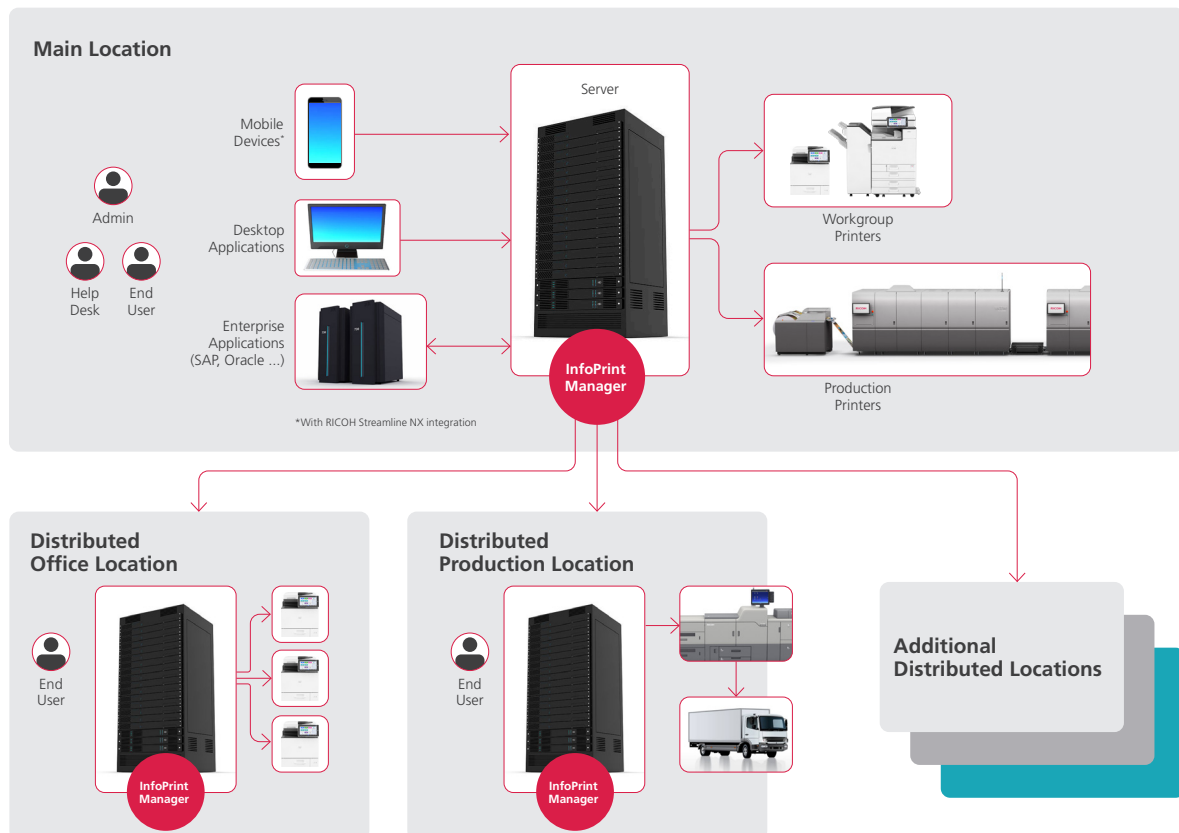 Main Location
Server
Mobile
Devices*
Admin
Desktop
Applications
Workgroup
Printers
Help
Desk
End
User
Enterprise
Applications
(SAP, Oracle ...)
InfoPrint
Manager
Production
Printers
*With RICOH Streamline NX integration
Distributed
Office Location
End
User
InfoPrint
Manager
Distributed
Production Location
End
User
InfoPrint
Manager
Additional
Distributed Locations